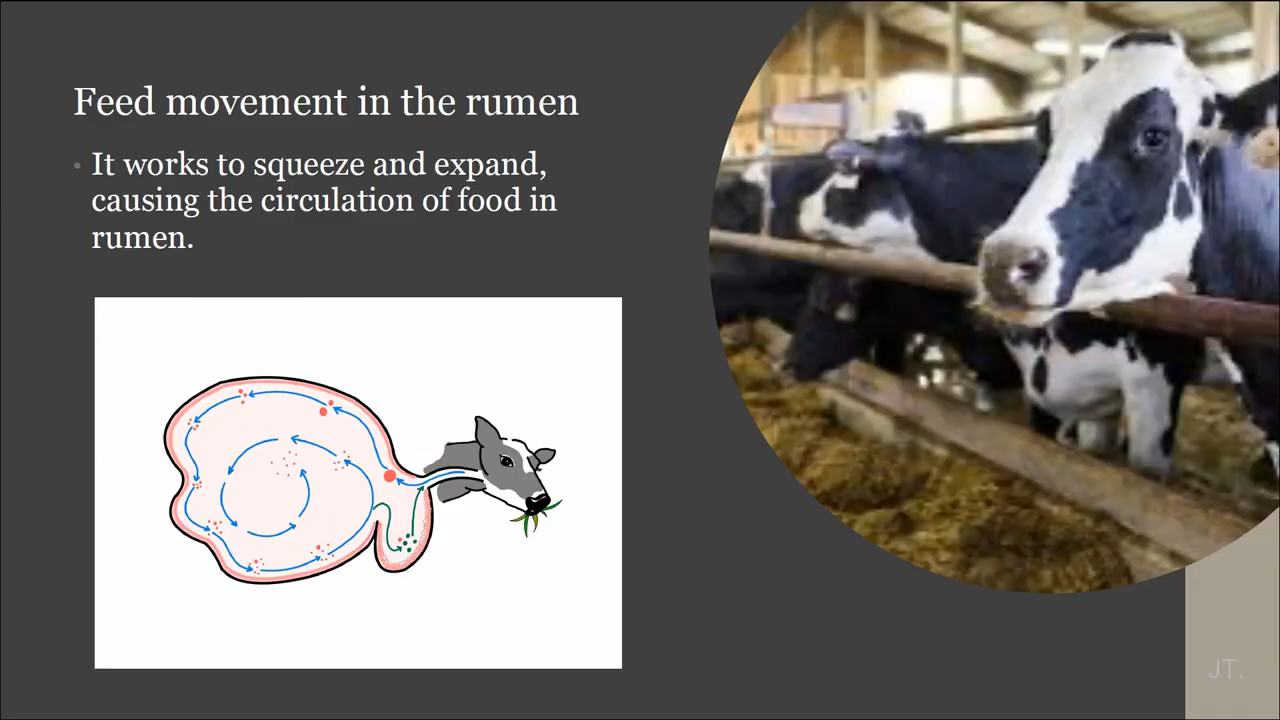 Feed movement in the rumen
• It works to squeeze and expand,
causing the circulation of food in
rumen.
JT.